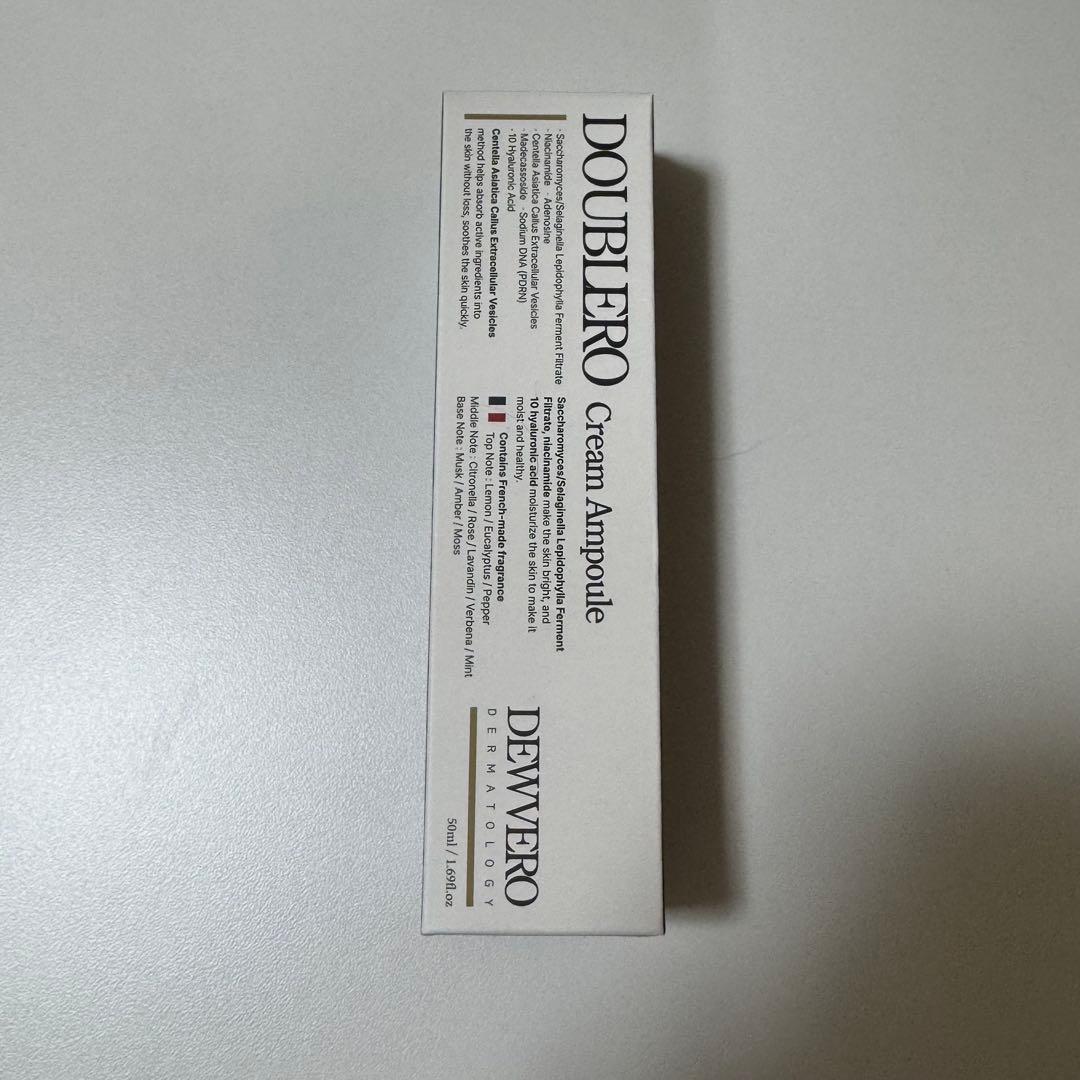 DOUBLERO Cream Ampoule
· Saccharomyces/Selaginella Lepidophylla Ferment Filtrate
· Niacinamide · Adenosine
· Centella Asiatica Callus Extracellular Vesicles
· Madecassoside · Sodium DNA (PDRN)
· 10 Hyaluronic Acid
Centella Asiatica Callus Extracellular Vesicles
method helps absorb active ingredients into
the skin without loss, soothes the skin quickly.
Saccharomyces/Selaginella Lepidophylla Ferment
Filtrato, niacinamide make the skin bright, and
10 hyaluronic acid moisturize the skin to make it
moist and healthy.
Contains French-made fragrance
Top Note : Lemon / Eucalyptus / Pepper
Middle Note : Citronella / Rose / Lavandin / Verbena / Mint
Base Note : Musk / Amber / Moss
DEWVERO
DERMATOLOGY
50ml / 1.69fl.oz